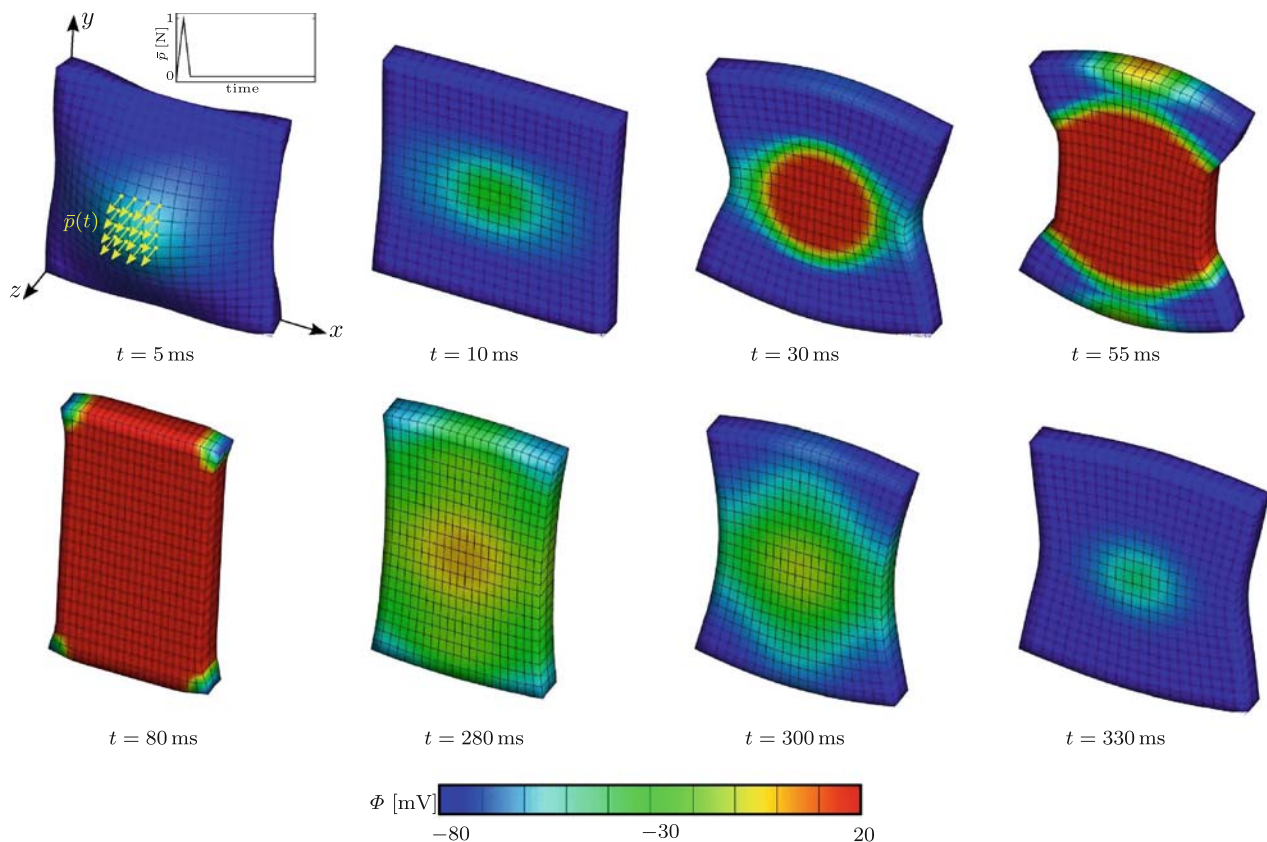 y
1
p̄ [N]
0
time
p̄(t)
z
x
t = 5 ms
t = 10 ms
t = 30 ms
t = 55 ms
t = 80 ms
t = 280 ms
t = 300 ms
t = 330 ms
Φ [mV]
−80
−30
20